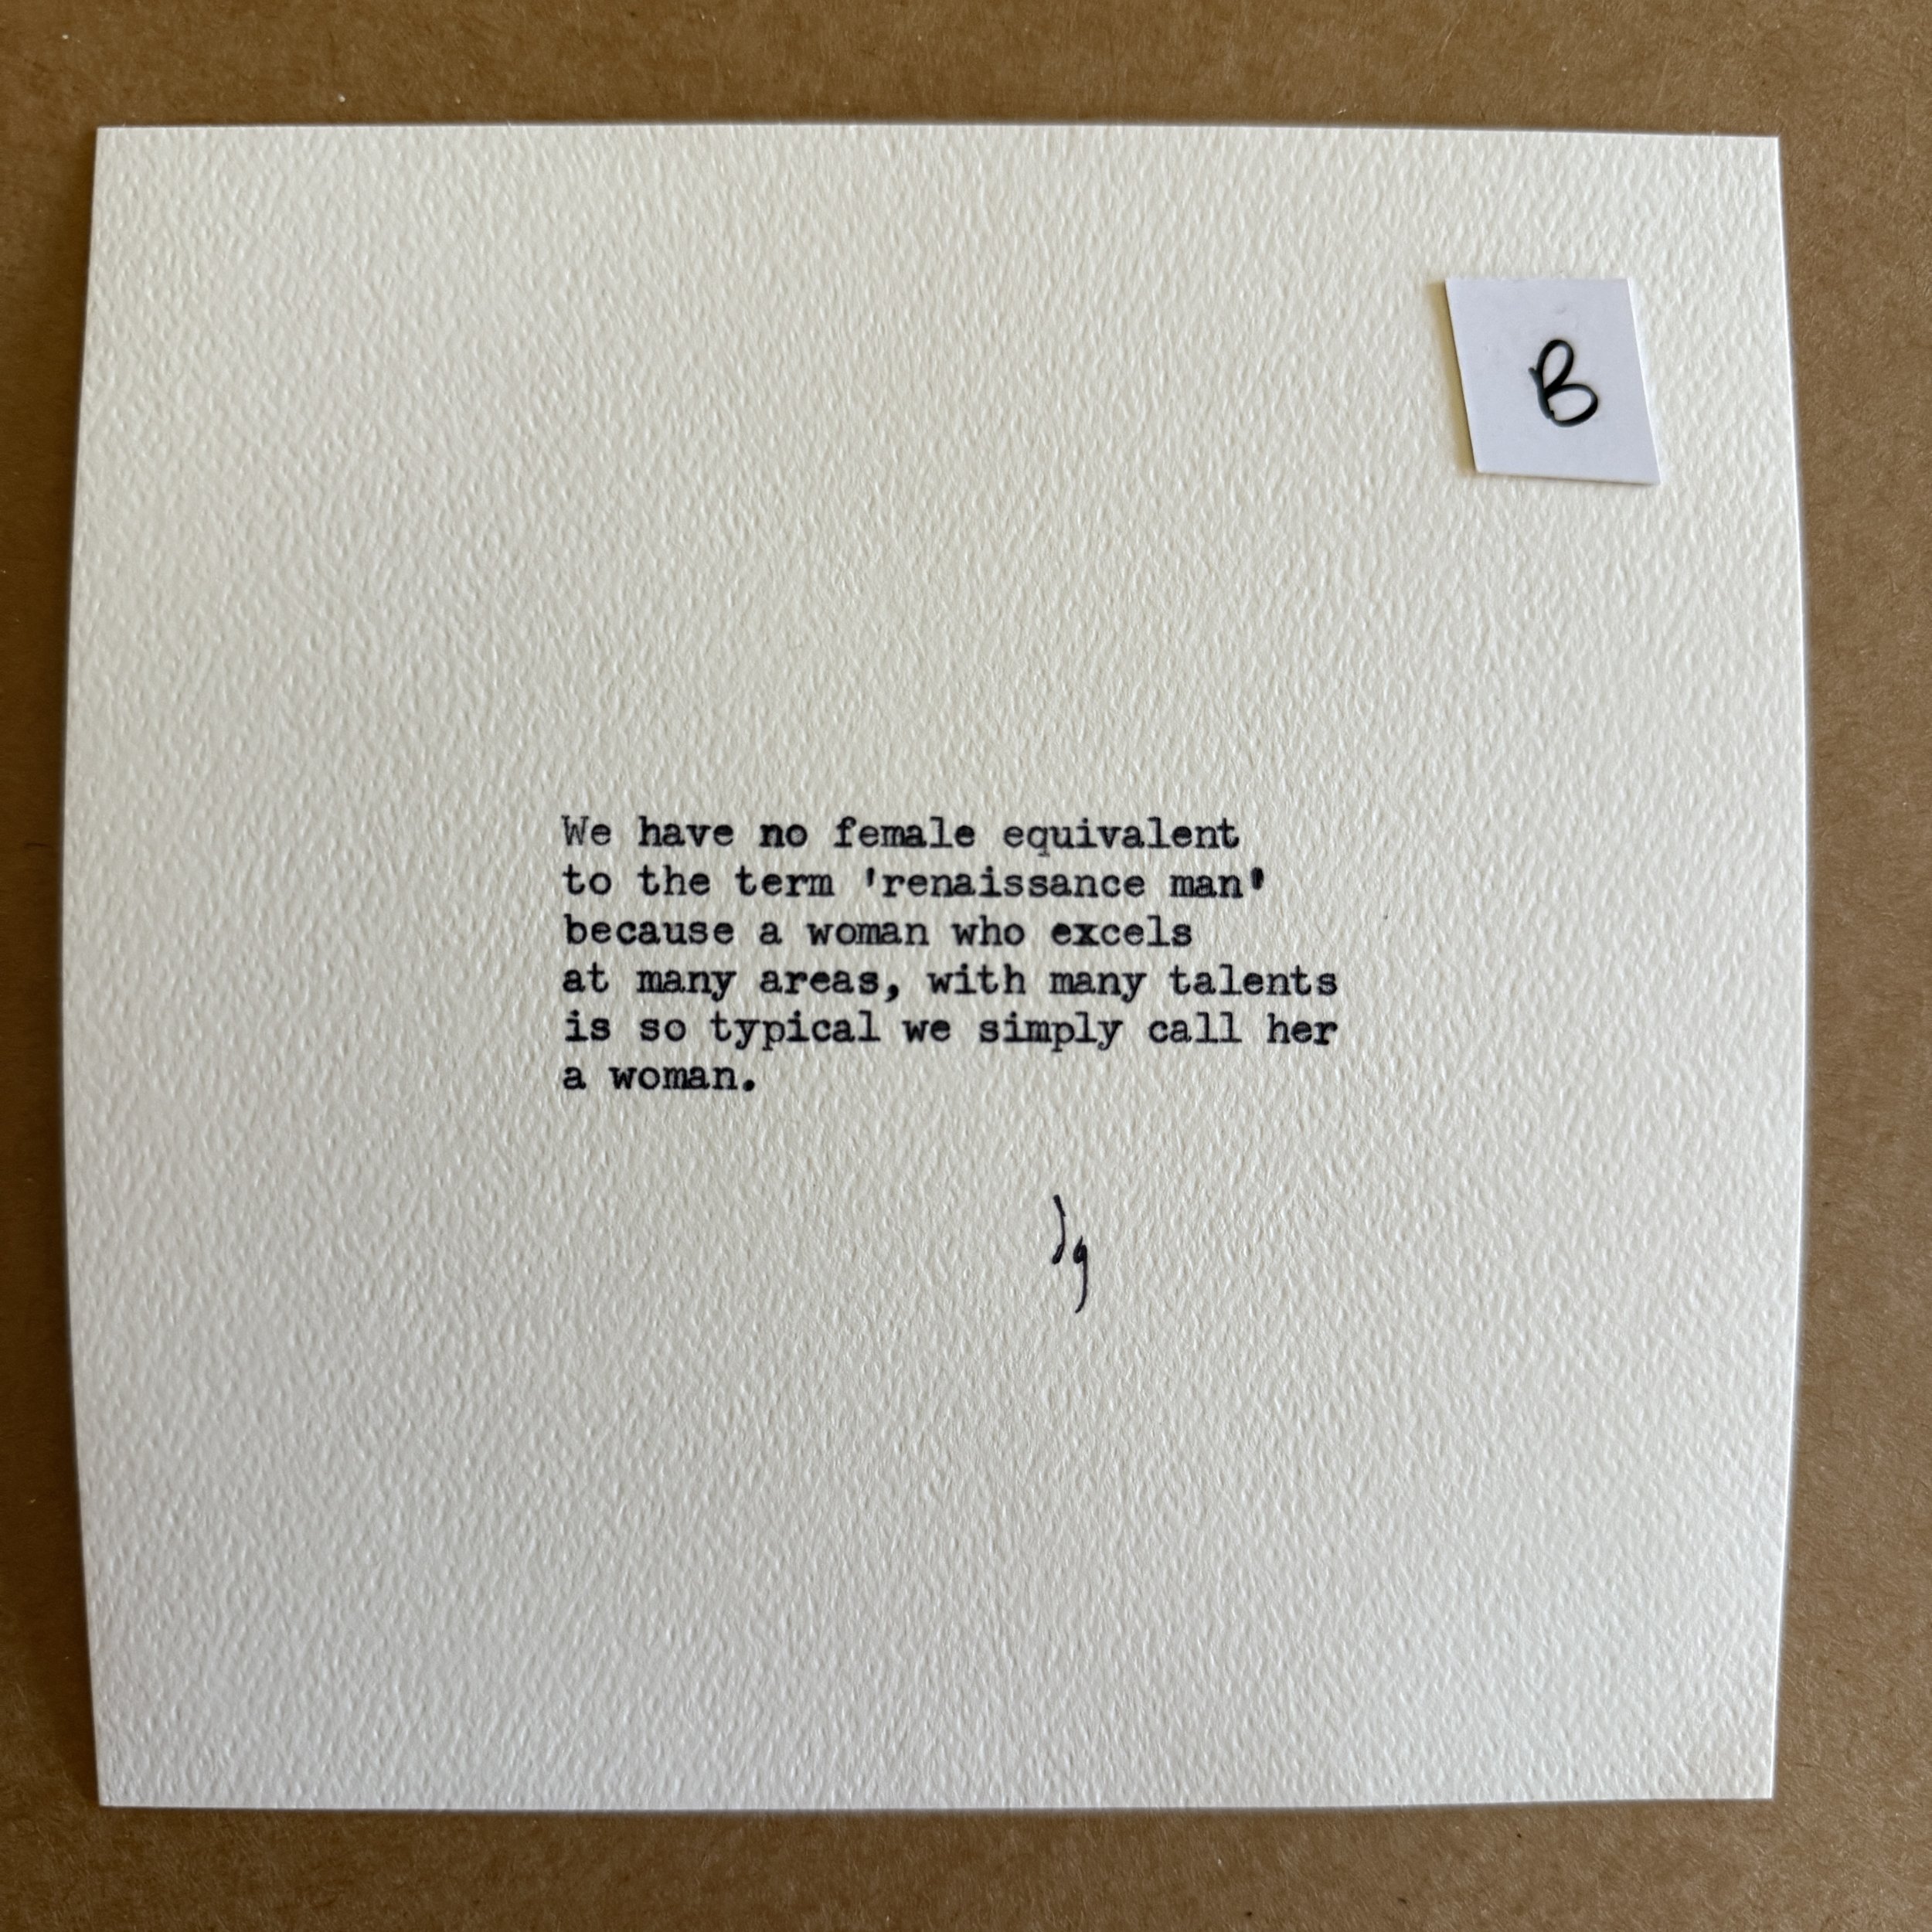 B
We have no female equivalent
to the term 'renaissance man'
because a woman who excels
at many areas, with many talents
is so typical we simply call her
a woman.